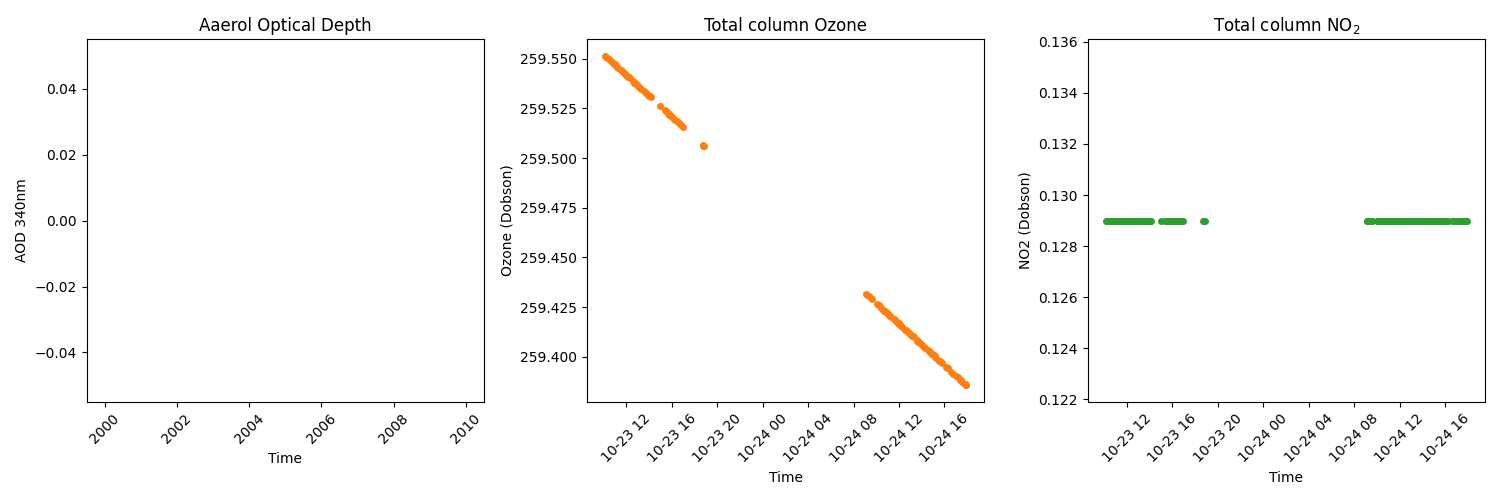 Aaerol Optical Depth
AOD 340nm
0.04
0.02
0.00
−0.02
−0.04
2000 2002 2004 2006 2008 2010
Time
Total column Ozone
Ozone (Dobson)
259.550
259.525
259.500
259.475
259.450
259.425
259.400
10-23 12 10-23 16 10-23 20 10-24 00 10-24 04 10-24 08 10-24 12 10-24 16
Time
Total column NO₂
NO2 (Dobson)
0.136
0.134
0.132
0.130
0.128
0.126
0.124
0.122
10-23 12 10-23 16 10-23 20 10-24 00 10-24 04 10-24 08 10-24 12 10-24 16
Time